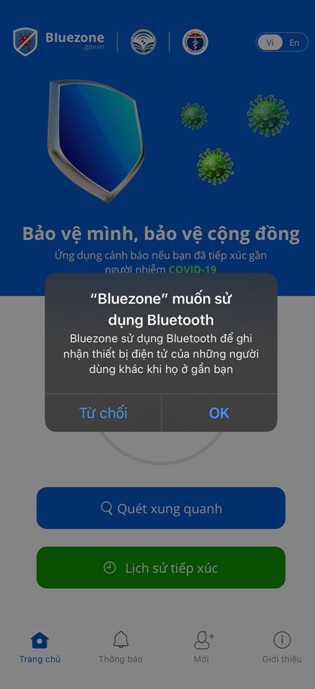 Bluezone
gov.vn
Vi
En
Bảo vệ mình, bảo vệ cộng đồng
Ứng dụng cảnh báo nếu bạn đã tiếp xúc gần
người nhiễm COVID-19
“Bluezone” muốn sử
dụng Bluetooth
Bluezone sử dụng Bluetooth để ghi
nhận thiết bị điện tử của những người
dùng khác khi họ ở gần bạn
Từ chối
OK
Quét xung quanh
Lịch sử tiếp xúc
Trang chủ
Thông báo
Mời
Giới thiệu